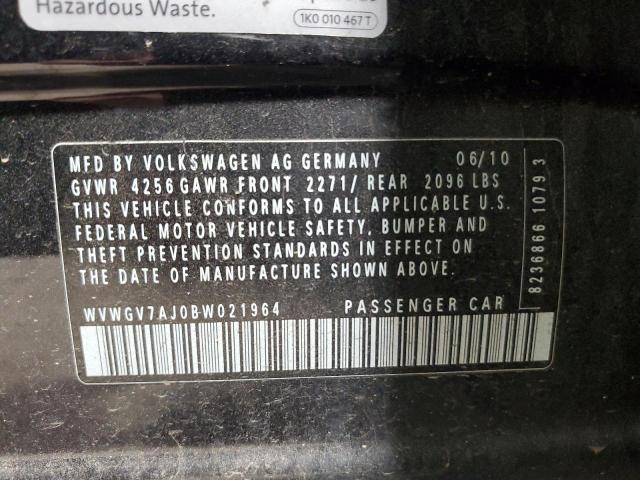 Hazardous Waste.
1K0 010 467 T
MFD BY VOLKSWAGEN AG GERMANY 06/10
GVWR 4256 GAWR FRONT 2271/ REAR 2096 LBS
THIS VEHICLE CONFORMS TO ALL APPLICABLE U.S.
FEDERAL MOTOR VEHICLE SAFETY, BUMPER AND
THEFT PREVENTION STANDARDS IN EFFECT ON
THE DATE OF MANUFACTURE SHOWN ABOVE.
WVWGV7AJ0BW021964 PASSENGER CAR
8236866 1079 3